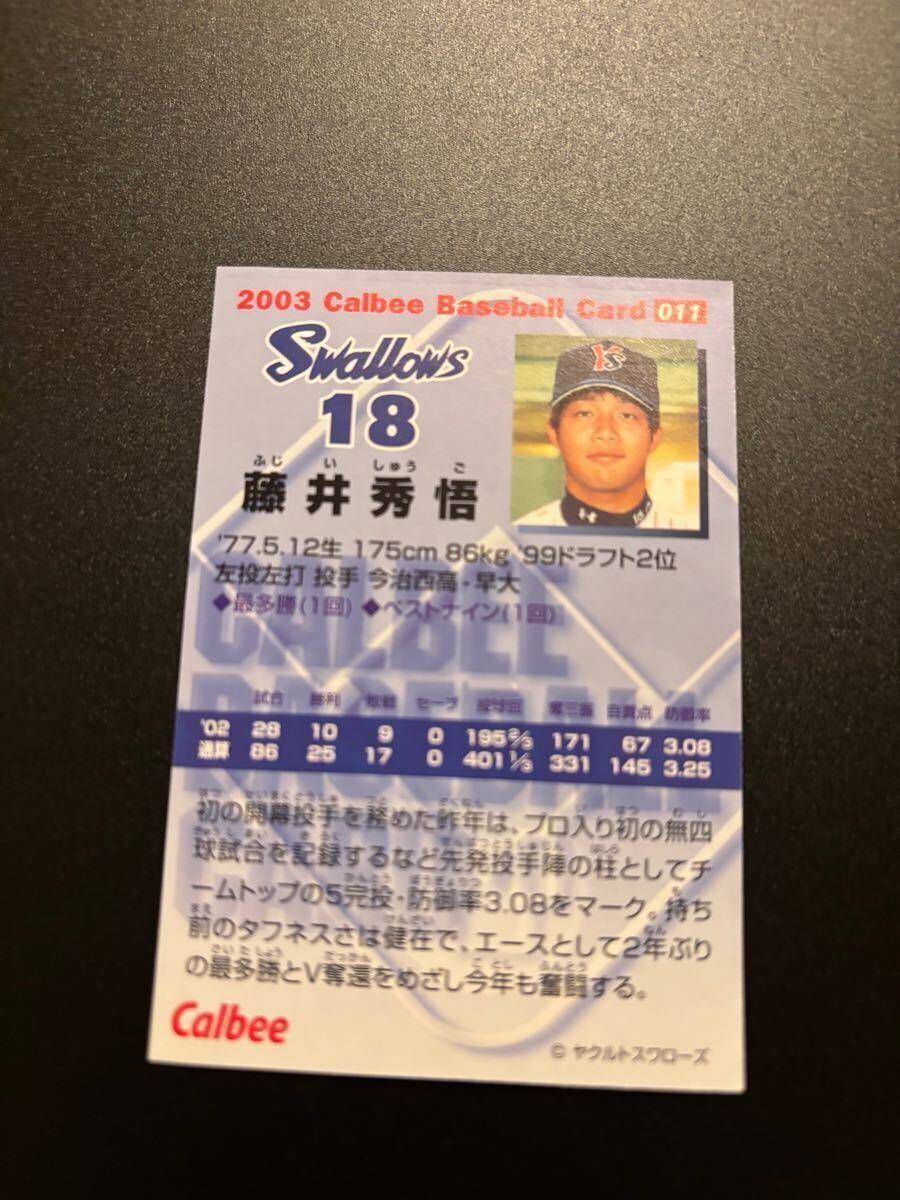 2003 Calbee Baseball Card 011
Swallows
18
ふじ い しゅう ご
藤井秀悟
'77.5.12生 175cm 86kg '99ドラフト2位
左投左打 投手 今治西高・早大
◆最多勝(1回) ◆ベストナイン(1回)
CALBEE
BASEBALL
試合 勝利 敗戦 セーブ 投球回 奪三振 自責点 防御率
'02 28 10 9 0 195 2/3 171 67 3.08
通算 86 25 17 0 401 1/3 331 145 3.25
初の開幕投手を務めた昨年は、プロ入り初の無四
球試合を記録するなど先発投手陣の柱としてチ
ームトップの5完投・防御率3.08をマーク。持ち
前のタフネスさは健在で、エースとして2年ぶり
の最多勝とV奪還をめざし今年も奮闘する。
Calbee
© ヤクルトスワローズ